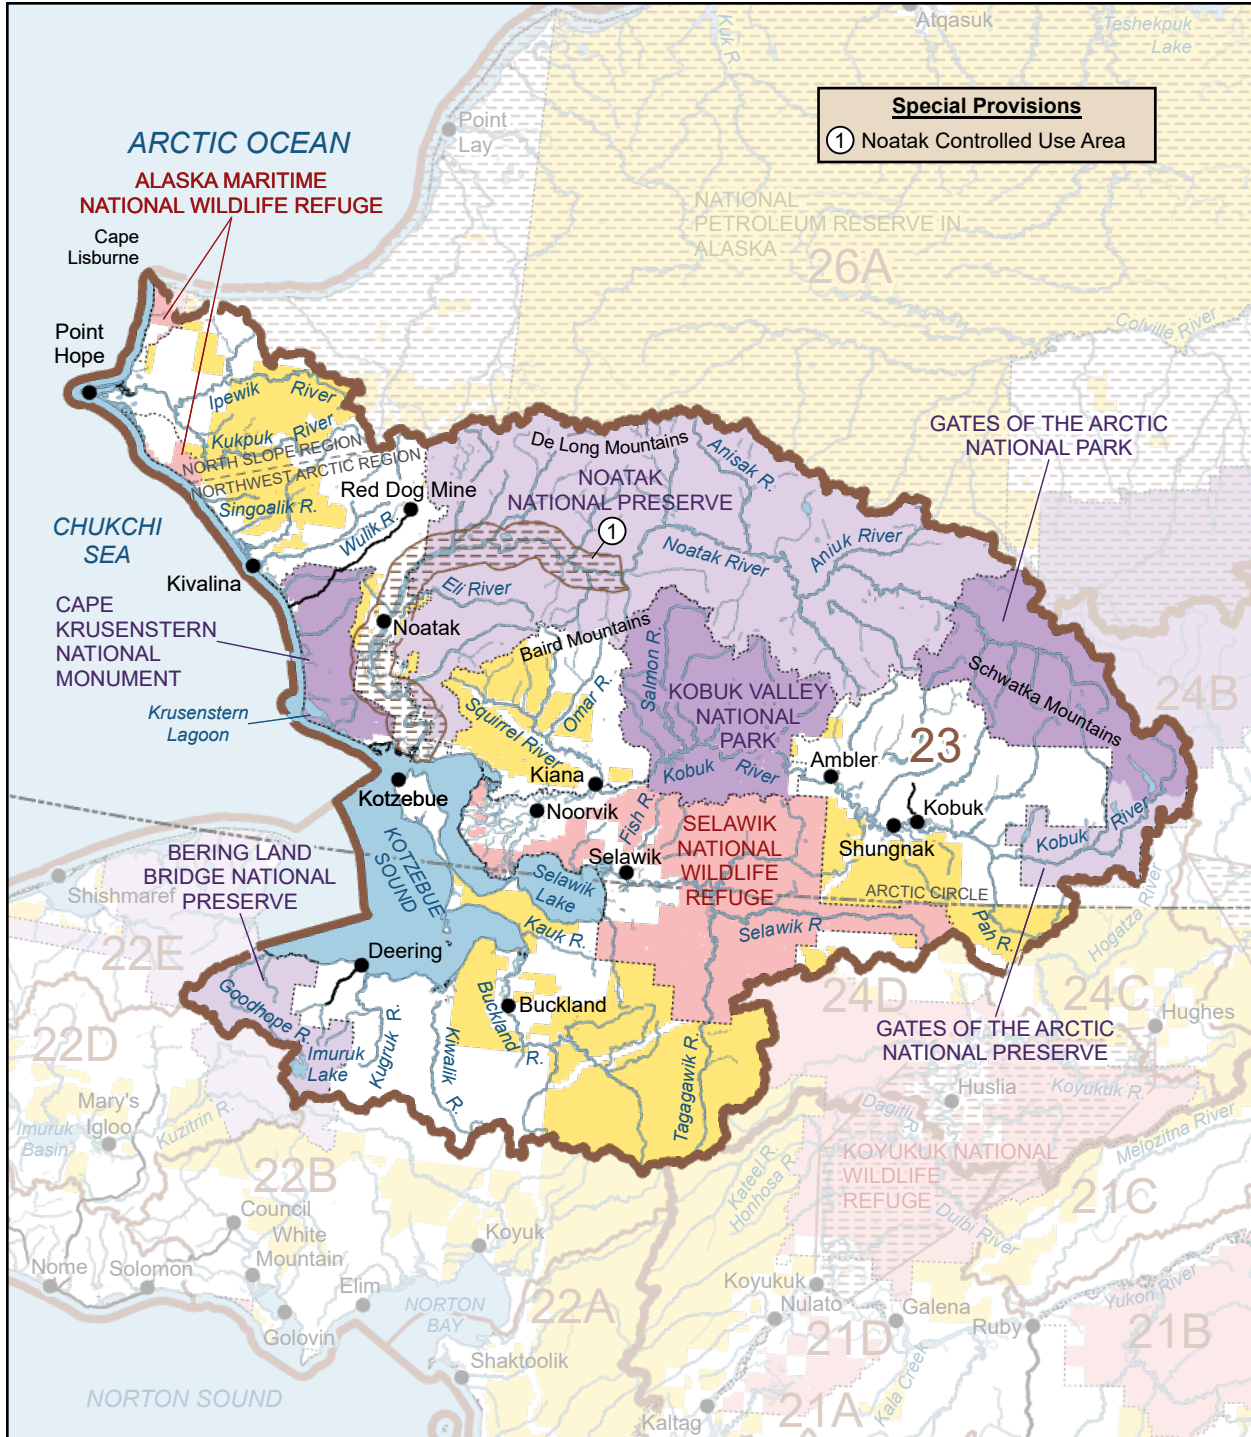 Atqasuk
Teshekpuk
Lake
Kuk R.
Special Provisions
1 Noatak Controlled Use Area
Point
Lay
ARCTIC OCEAN
ALASKA MARITIME
NATIONAL WILDLIFE REFUGE
NATIONAL
PETROLEUM RESERVE IN
ALASKA
26A
Cape
Lisburne
Colville River
Point
Hope
Ipewik River
Kukpuk River
NORTH SLOPE REGION
NORTHWEST ARCTIC REGION
De Long Mountains
Anisak R.
GATES OF THE ARCTIC
NATIONAL PARK
NOATAK
NATIONAL PRESERVE
Red Dog Mine
Singoalik R.
Wulik R.
1
CHUKCHI
SEA
Noatak River
Aniuk River
Kivalina
Eli River
CAPE
KRUSENSTERN
NATIONAL
MONUMENT
Noatak
Baird Mountains
Salmon R.
Schwatka Mountains
24B
KOBUK VALLEY
NATIONAL
PARK
Omar R.
Squirrel River
Krusenstern
Lagoon
23
Ambler
Kobuk River
Kiana
Kotzebue
Noorvik
Fish R.
Kobuk
Shungnak
Kobuk River
SELAWIK
NATIONAL
WILDLIFE
REFUGE
Selawik
BERING LAND
BRIDGE NATIONAL
PRESERVE
KOTZEBUE
SOUND
Selawik
Lake
Shishmaref
ARCTIC CIRCLE
Kauk R.
Selawik R.
Pah R.
Hogatza River
22E
Deering
Goodhope R.
Buckland
Buckland R.
24D
24C
Hughes
GATES OF THE ARCTIC
NATIONAL PRESERVE
22D
Imuruk
Lake
Kugruk R.
Kiwalik R.
Tagagawik R.
Huslia
Koyukuk R.
Mary's
Igloo
Kuzitrin R.
Imuruk
Basin
Dagitli R.
Melozitna River
KOYUKUK NATIONAL
WILDLIFE
REFUGE
22B
Kateel R.
Honhosa R.
21C
Council
White
Mountain
Dulbi River
Koyuk
Nome
Solomon
Elim
Koyukuk
Yukon River
22A
NORTON
BAY
Nulato
Galena
Ruby
21D
21B
Golovin
Shaktoolik
Kala Creek
NORTON SOUND
Kaltag
21A